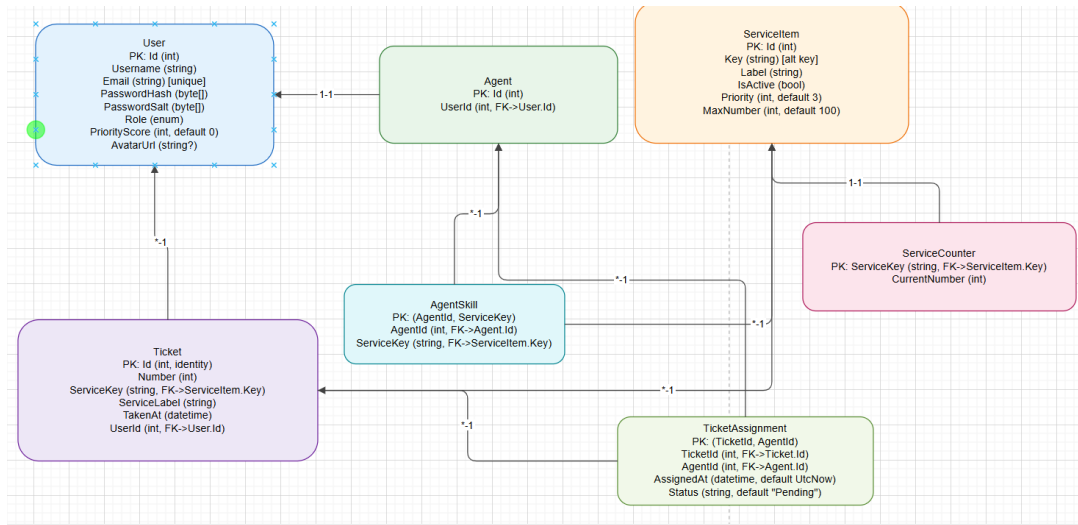 User
PK: Id (int)
Username (string)
Email (string) [unique]
PasswordHash (byte[])
PasswordSalt (byte[])
Role (enum)
PriorityScore (int, default 0)
AvatarUrl (string?)
1-1
Agent
PK: Id (int)
UserId (int, FK->User.Id)
ServiceItem
PK: Id (int)
Key (string) [alt key]
Label (string)
IsActive (bool)
Priority (int, default 3)
MaxNumber (int, default 100)
1-1
*-1
*-1
ServiceCounter
PK: ServiceKey (string, FK->ServiceItem.Key)
CurrentNumber (int)
*-1
AgentSkill
PK: (AgentId, ServiceKey)
AgentId (int, FK->Agent.Id)
ServiceKey (string, FK->ServiceItem.Key)
*-1
Ticket
PK: Id (int, identity)
Number (int)
ServiceKey (string, FK->ServiceItem.Key)
ServiceLabel (string)
TakenAt (datetime)
UserId (int, FK->User.Id)
*-1
*-1
TicketAssignment
PK: (TicketId, AgentId)
TicketId (int, FK->Ticket.Id)
AgentId (int, FK->Agent.Id)
AssignedAt (datetime, default UtcNow)
Status (string, default "Pending")